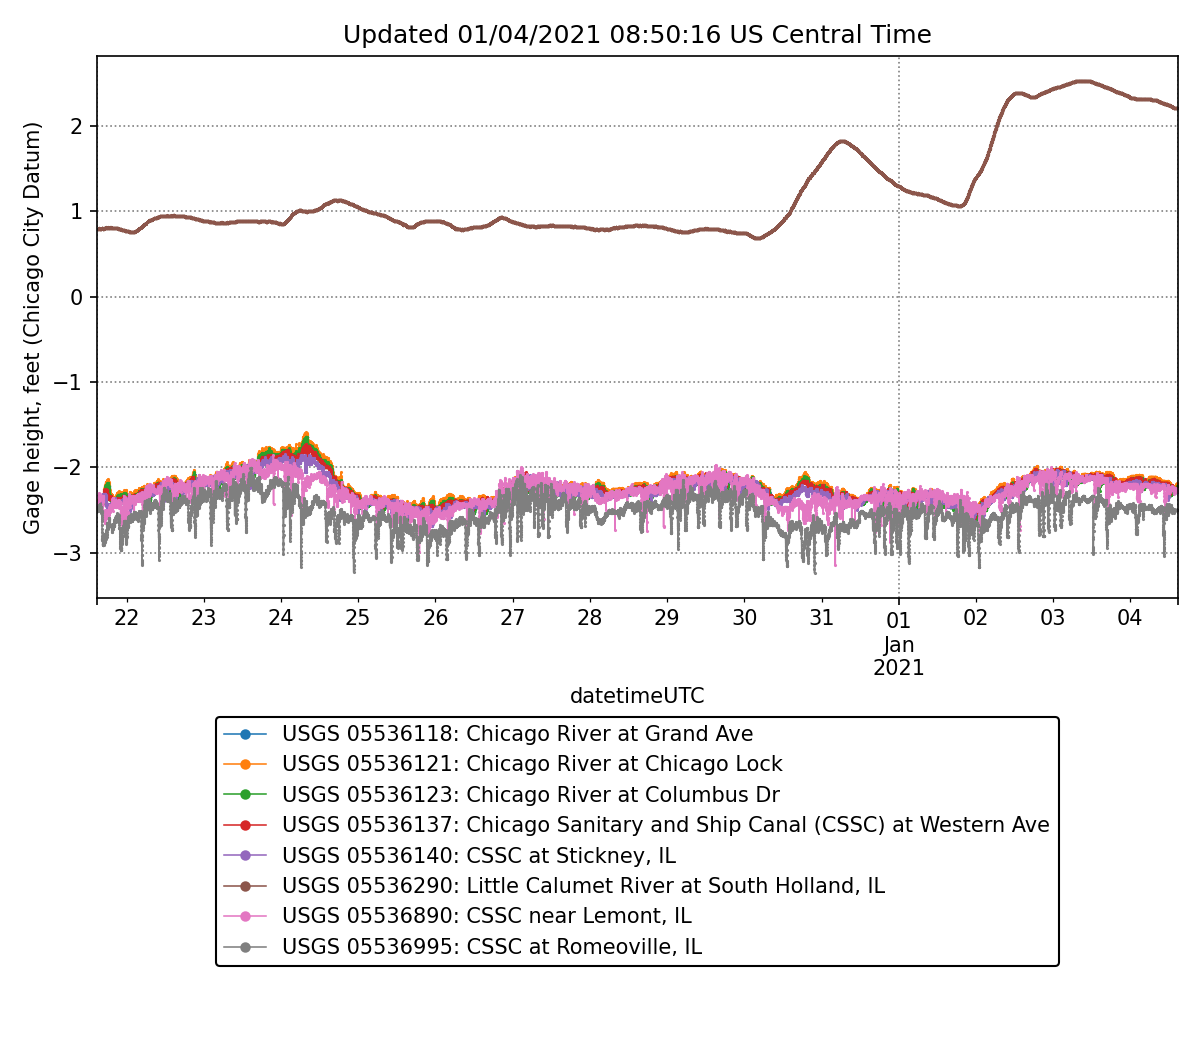 Updated 01/04/2021 08:50:16 US Central Time
Gage height, feet (Chicago City Datum)
2
1
0
−1
−2
−3
22 23 24 25 26 27 28 29 30 31 01 02 03 04
Jan
2021
datetimeUTC
USGS 05536118: Chicago River at Grand Ave
USGS 05536121: Chicago River at Chicago Lock
USGS 05536123: Chicago River at Columbus Dr
USGS 05536137: Chicago Sanitary and Ship Canal (CSSC) at Western Ave
USGS 05536140: CSSC at Stickney, IL
USGS 05536290: Little Calumet River at South Holland, IL
USGS 05536890: CSSC near Lemont, IL
USGS 05536995: CSSC at Romeoville, IL